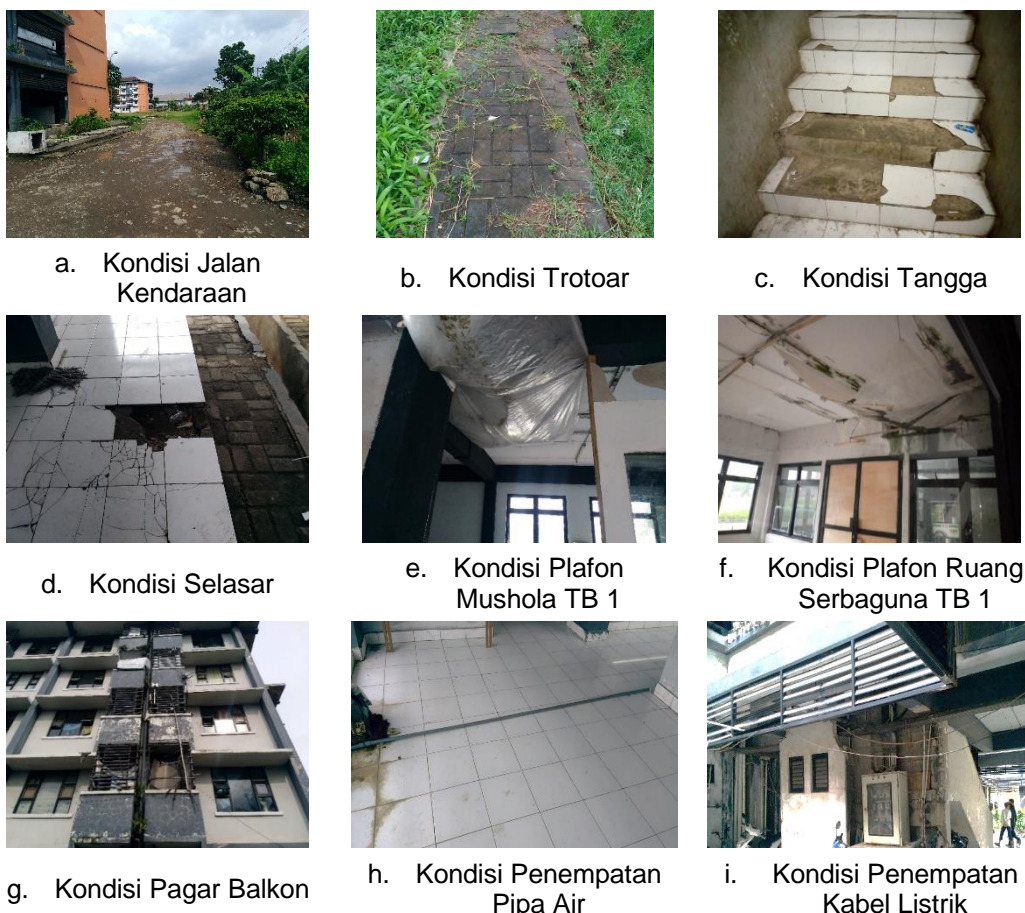 a. Kondisi Jalan
Kendaraan
b. Kondisi Trotoar
c. Kondisi Tangga
d. Kondisi Selasar
e. Kondisi Plafon
Mushola TB 1
f. Kondisi Plafon Ruang
Serbaguna TB 1
g. Kondisi Pagar Balkon
h. Kondisi Penempatan
Pipa Air
i. Kondisi Penempatan
Kabel Listrik